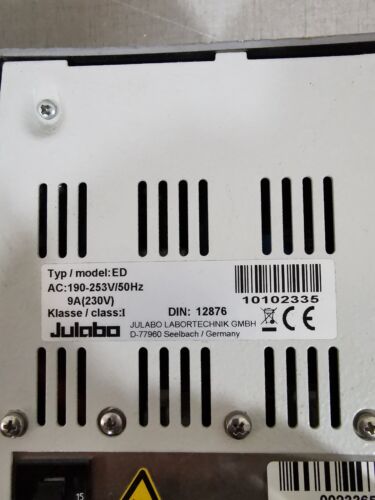 Typ / model:ED
AC:190-253V/50Hz
9A(230V)
10102335
Klasse / class:I
DIN: 12876
CE
Julabo
JULABO LABORTECHNIK GMBH
D-77960 Seelbach / Germany
15